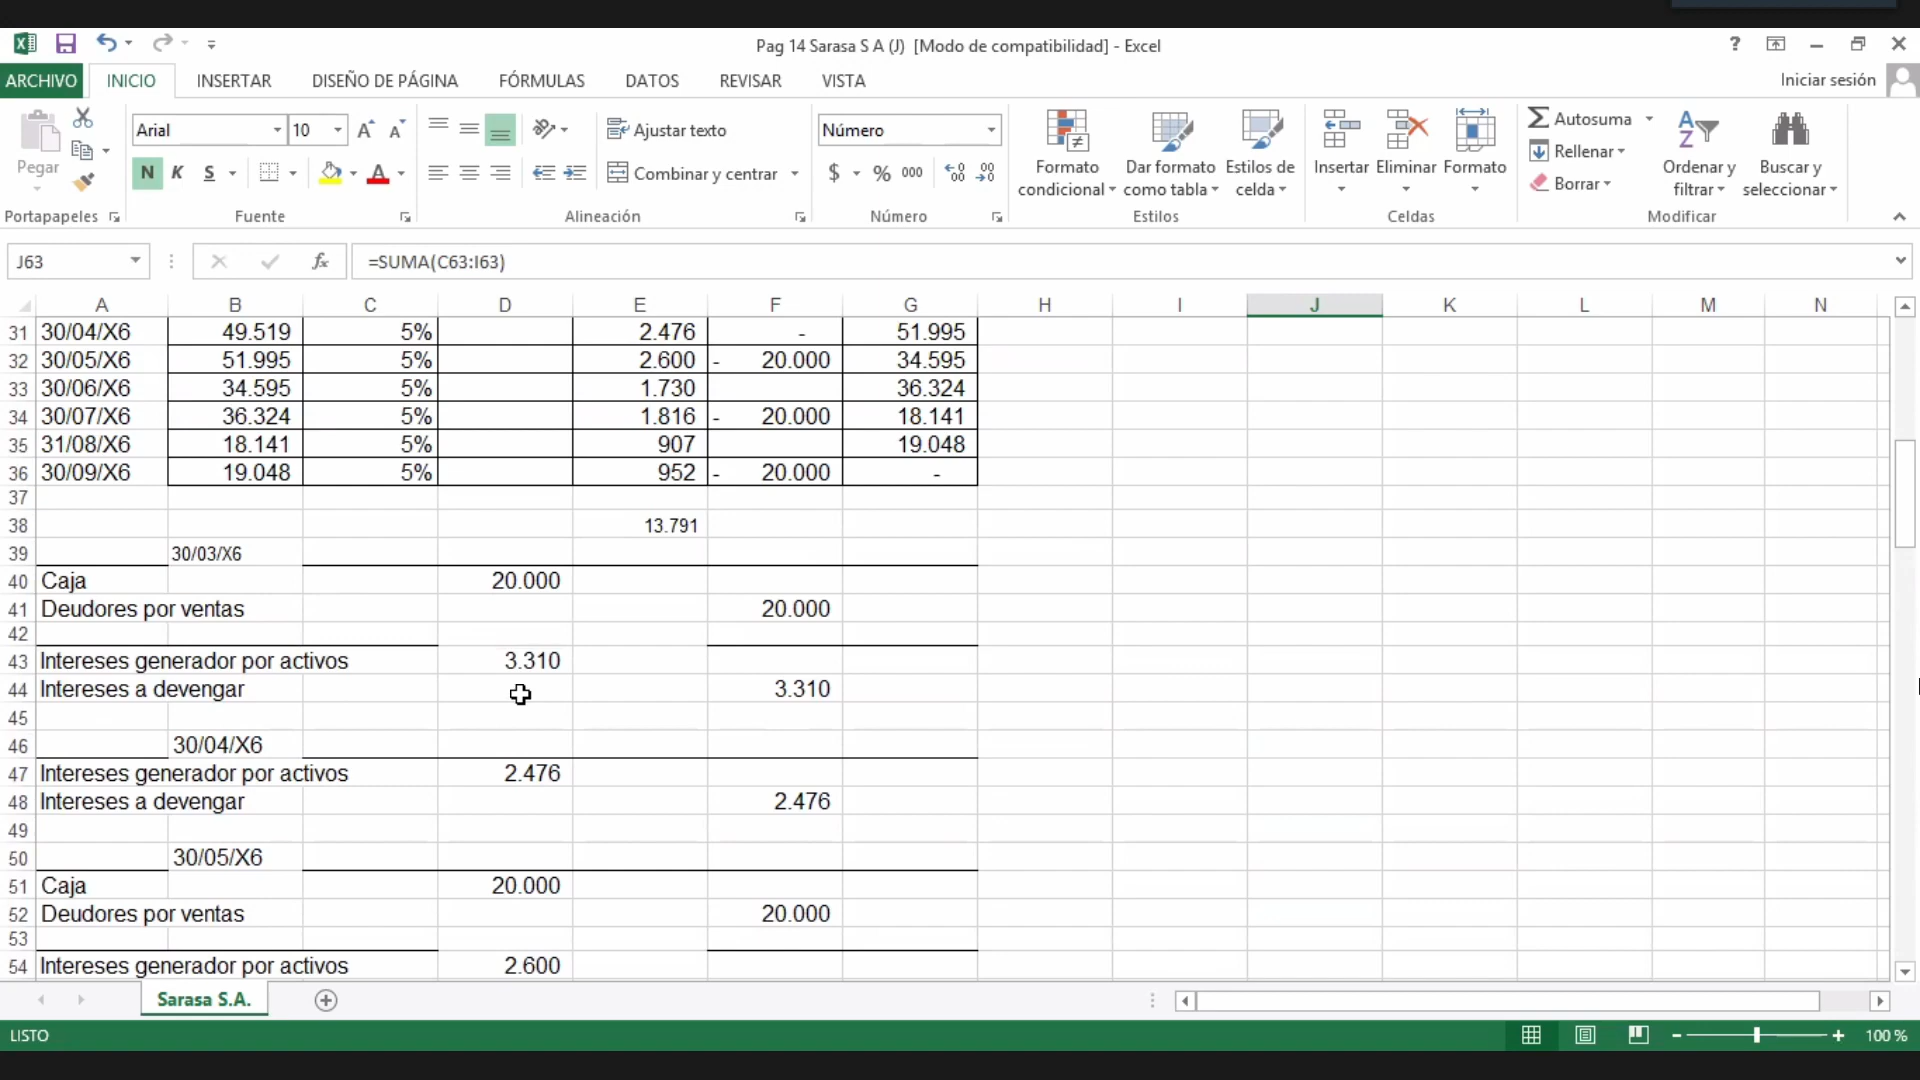 Pag 14 Sarasa S A (J) [Modo de compatibilidad] - Excel
ARCHIVO INICIO INSERTAR DISEÑO DE PÁGINA FÓRMULAS DATOS REVISAR VISTA Iniciar sesión
Pegar
Portapapeles
Arial 10
N K S
Fuente
Ajustar texto
Combinar y centrar
Alineación
Número
$ % 000
Número
Formato condicional
Dar formato como tabla
Estilos de celda
Estilos
Insertar
Eliminar
Formato
Celdas
Autosuma
Rellenar
Borrar
Ordenar y filtrar
Buscar y seleccionar
Modificar
J63 fx =SUMA(C63:I63)
A B C D E F G H I J K L M N
31 30/04/X6 49.519 5% 2.476 - 51.995
32 30/05/X6 51.995 5% 2.600 - 20.000 34.595
33 30/06/X6 34.595 5% 1.730 36.324
34 30/07/X6 36.324 5% 1.816 - 20.000 18.141
35 31/08/X6 18.141 5% 907 19.048
36 30/09/X6 19.048 5% 952 - 20.000 -
37
38 13.791
39 30/03/X6
40 Caja 20.000
41 Deudores por ventas 20.000
42
43 Intereses generador por activos 3.310
44 Intereses a devengar 3.310
45
46 30/04/X6
47 Intereses generador por activos 2.476
48 Intereses a devengar 2.476
49
50 30/05/X6
51 Caja 20.000
52 Deudores por ventas 20.000
53
54 Intereses generador por activos 2.600
Sarasa S.A.
LISTO 100 %